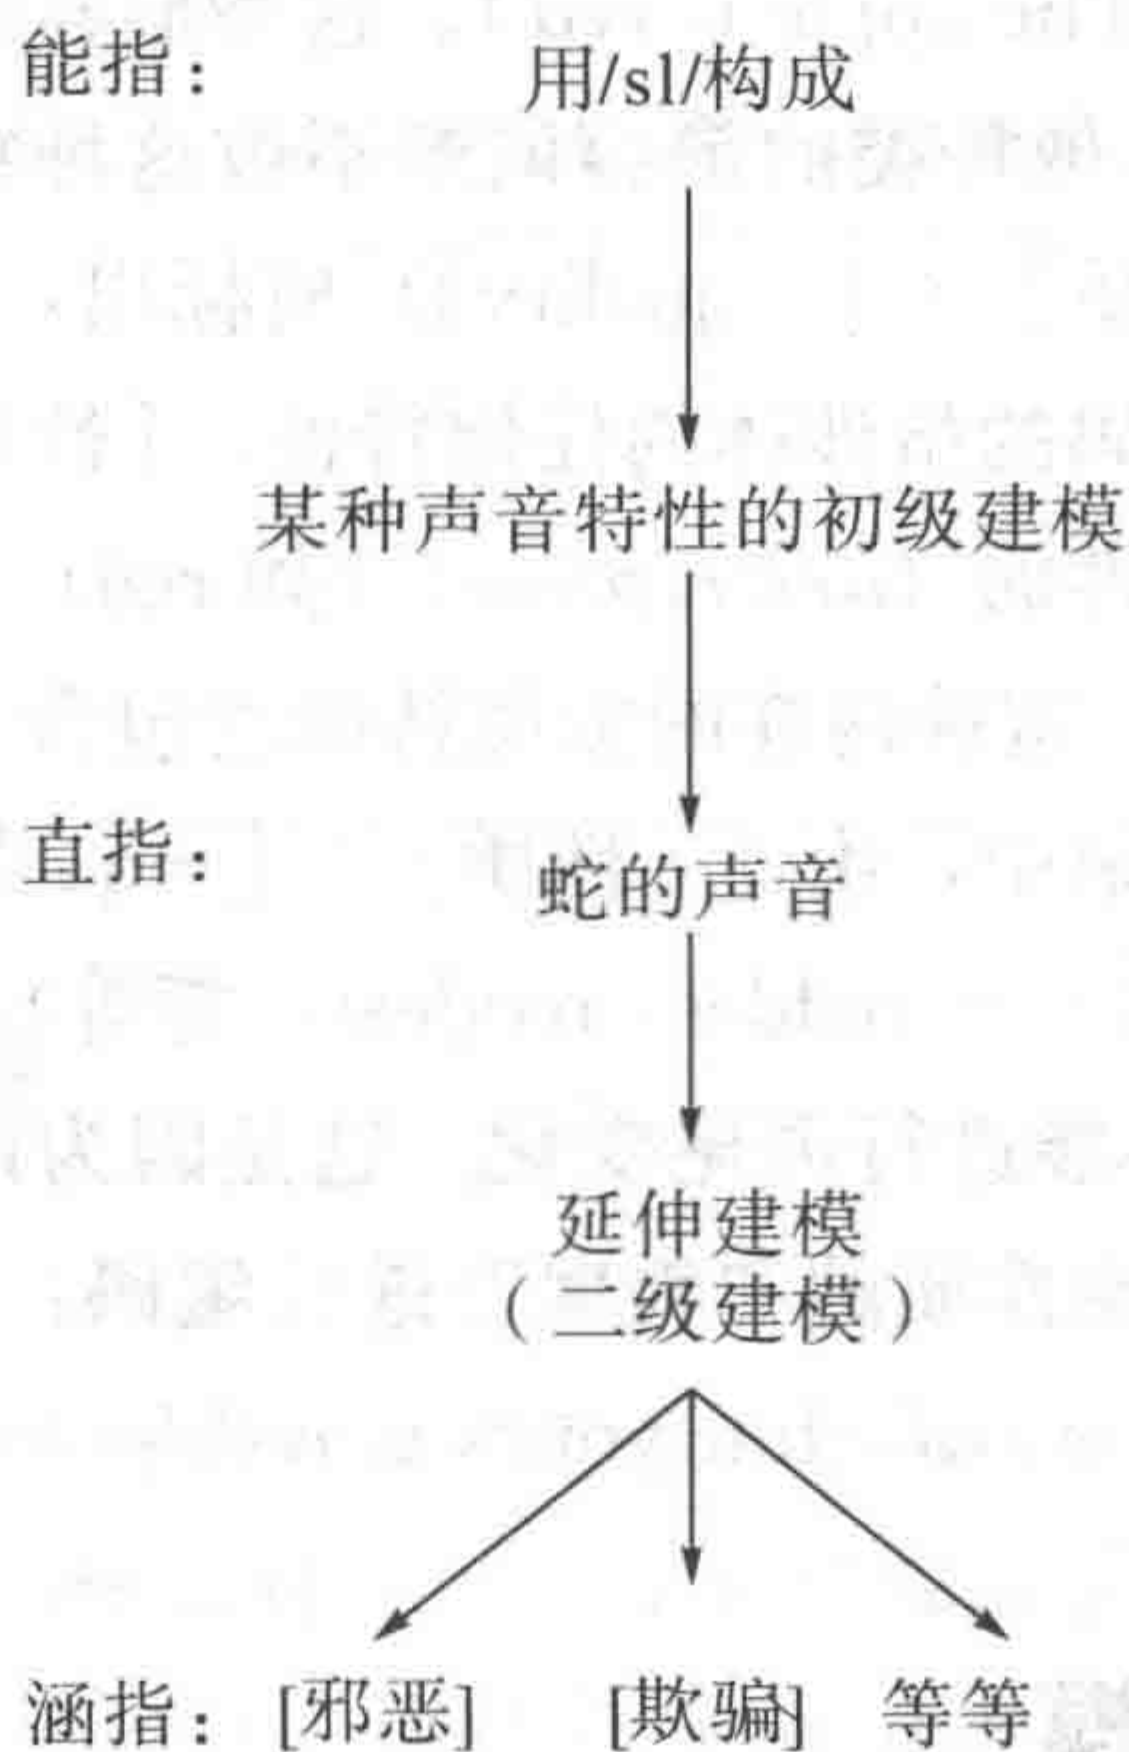 能指： 用/sl/构成
某种声音特性的初级建模
直指： 蛇的声音
延伸建模
（二级建模）
涵指：[邪恶] [欺骗] 等等